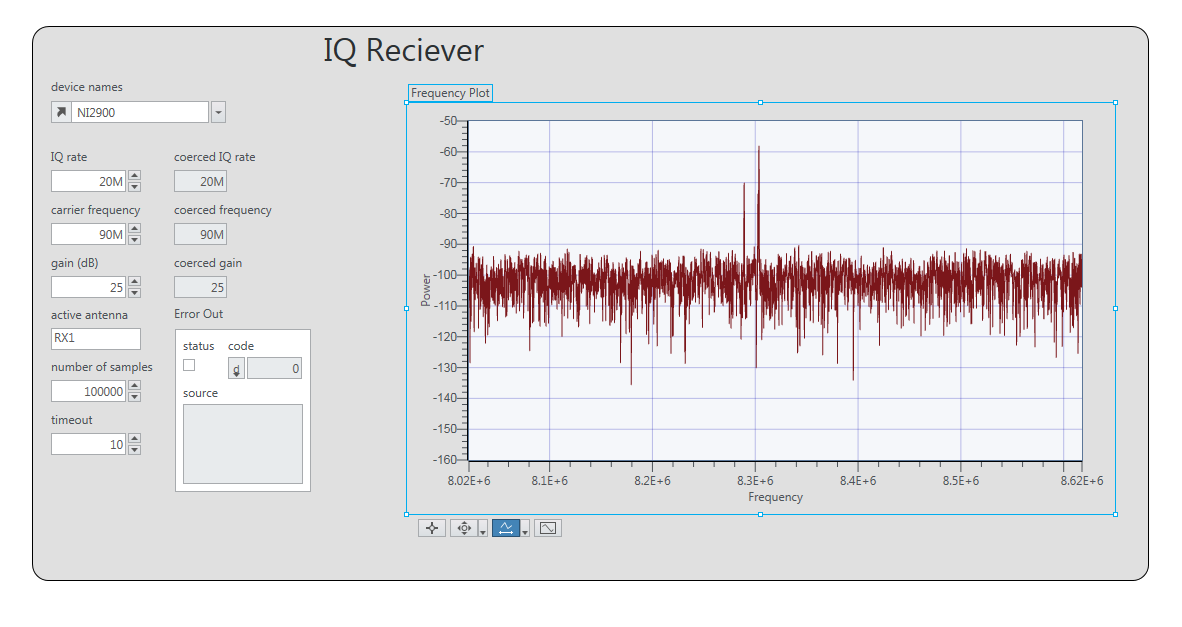 IQ Reciever
device names
NI2900
IQ rate
coerced IQ rate
20M
20M
carrier frequency
coerced frequency
90M
90M
gain (dB)
coerced gain
25
25
active antenna
RX1
Error Out
status
code
d
0
source
number of samples
100000
timeout
10
Frequency Plot
Power
-50
-60
-70
-80
-90
-100
-110
-120
-130
-140
-150
-160
8.02E+6 8.1E+6 8.2E+6 8.3E+6 8.4E+6 8.5E+6 8.62E+6
Frequency